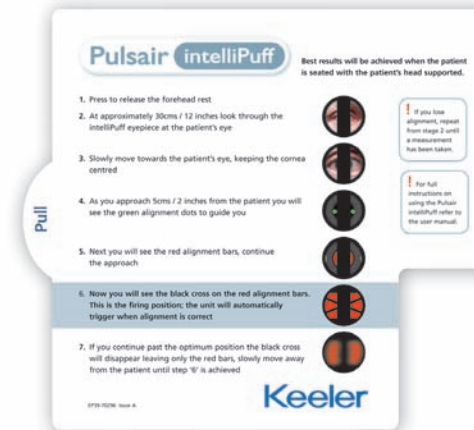 Pulsair intelliPuff
Best results will be achieved when the patient
is seated with the patient's head supported.
1. Press to release the forehead rest
2. At approximately 30cms / 12 inches look through the
intelliPuff eyepiece at the patient's eye
3. Slowly move towards the patient's eye, keeping the cornea
centred
4. As you approach 5cms / 2 inches from the patient you will
see the green alignment dots to guide you
5. Next you will see the red alignment bars, continue
the approach
6. Now you will see the black cross on the red alignment bars.
This is the firing position; the unit will automatically
trigger when alignment is correct
7. If you continue past the optimum position the black cross
will disappear leaving only the red bars, slowly move away
from the patient until step '6' is achieved
! If you lose
alignment, repeat
from stage 2 until
a measurement
has been taken.
! For full
instructions on
using the Pulsair
intelliPuff refer to
the user manual.
Pull
EP59-70296 Issue A
Keeler